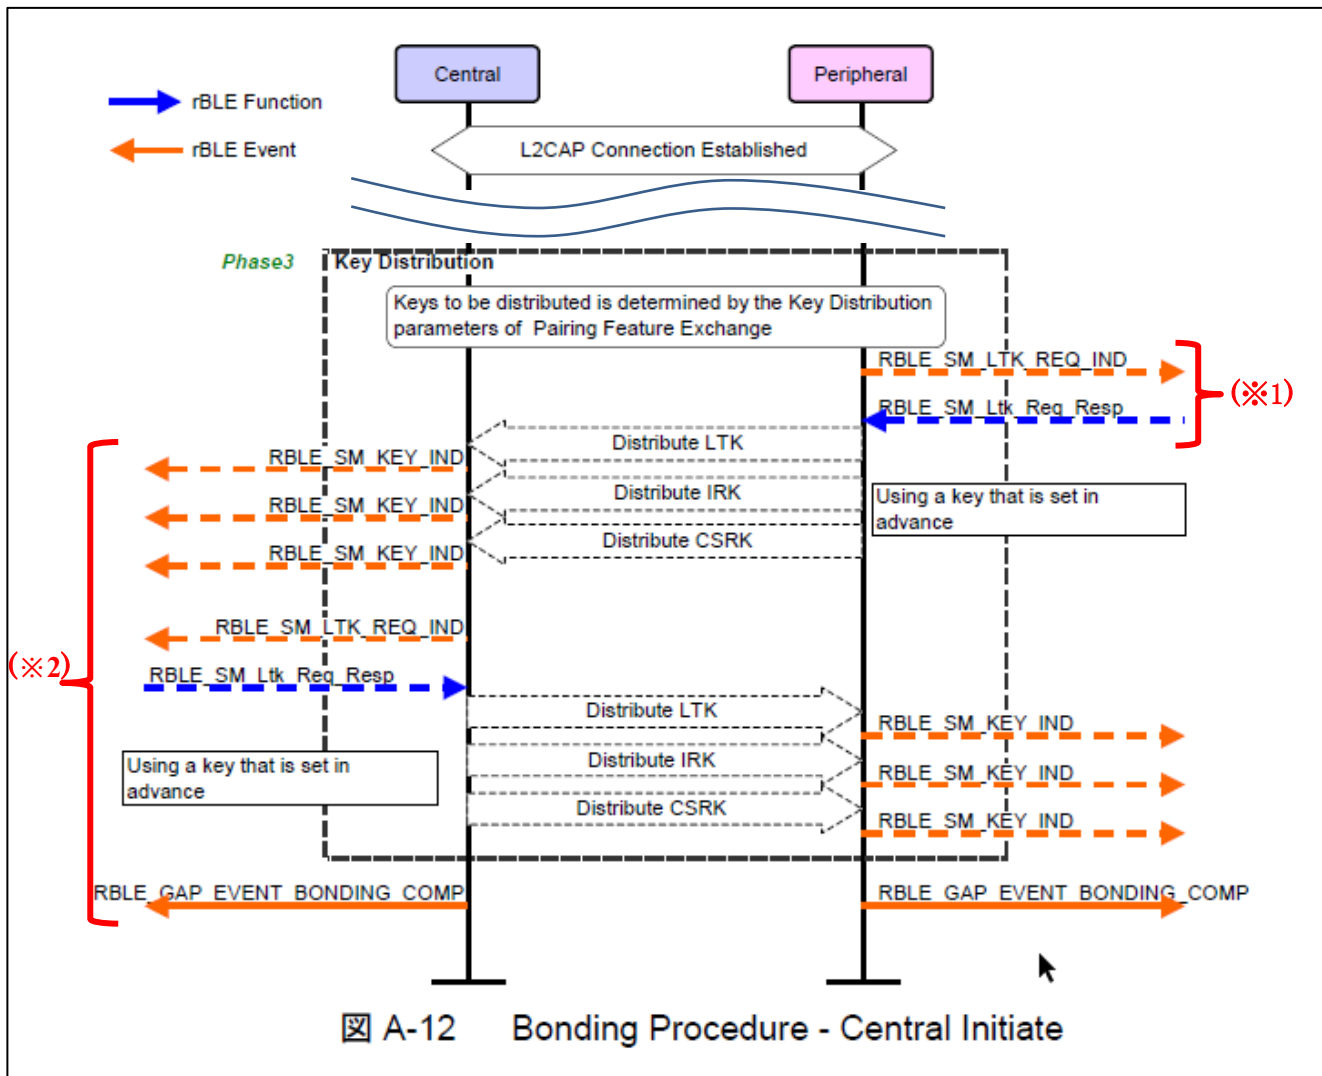 Central
Peripheral
rBLE Function
rBLE Event
L2CAP Connection Established
Phase3
Key Distribution
Keys to be distributed is determined by the Key Distribution
parameters of Pairing Feature Exchange
RBLE_SM_LTK_REQ_IND
(※1)
RBLE_SM_Ltk_Req_Resp
Distribute LTK
RBLE_SM_KEY_IND
Distribute IRK
RBLE_SM_KEY_IND
Using a key that is set in
advance
Distribute CSRK
RBLE_SM_KEY_IND
RBLE_SM_LTK_REQ_IND
(※2)
RBLE_SM_Ltk_Req_Resp
Distribute LTK
RBLE_SM_KEY_IND
Using a key that is set in
advance
Distribute IRK
RBLE_SM_KEY_IND
Distribute CSRK
RBLE_SM_KEY_IND
RBLE_GAP_EVENT_BONDING_COMP
RBLE_GAP_EVENT_BONDING_COMP
図 A-12 Bonding Procedure - Central Initiate